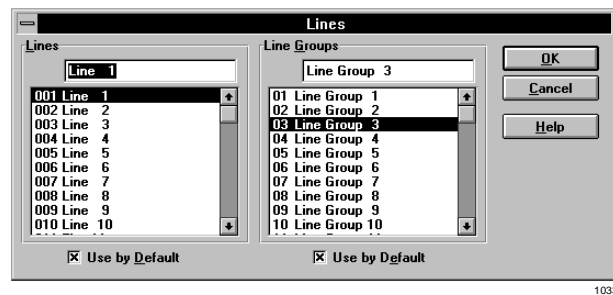 Lines
Lines
Line 1
001 Line 1
002 Line 2
003 Line 3
004 Line 4
005 Line 5
006 Line 6
007 Line 7
008 Line 8
009 Line 9
010 Line 10
Use by Default
Line Groups
Line Group 3
01 Line Group 1
02 Line Group 2
03 Line Group 3
04 Line Group 4
05 Line Group 5
06 Line Group 6
07 Line Group 7
08 Line Group 8
09 Line Group 9
10 Line Group 10
Use by Default
OK
Cancel
Help